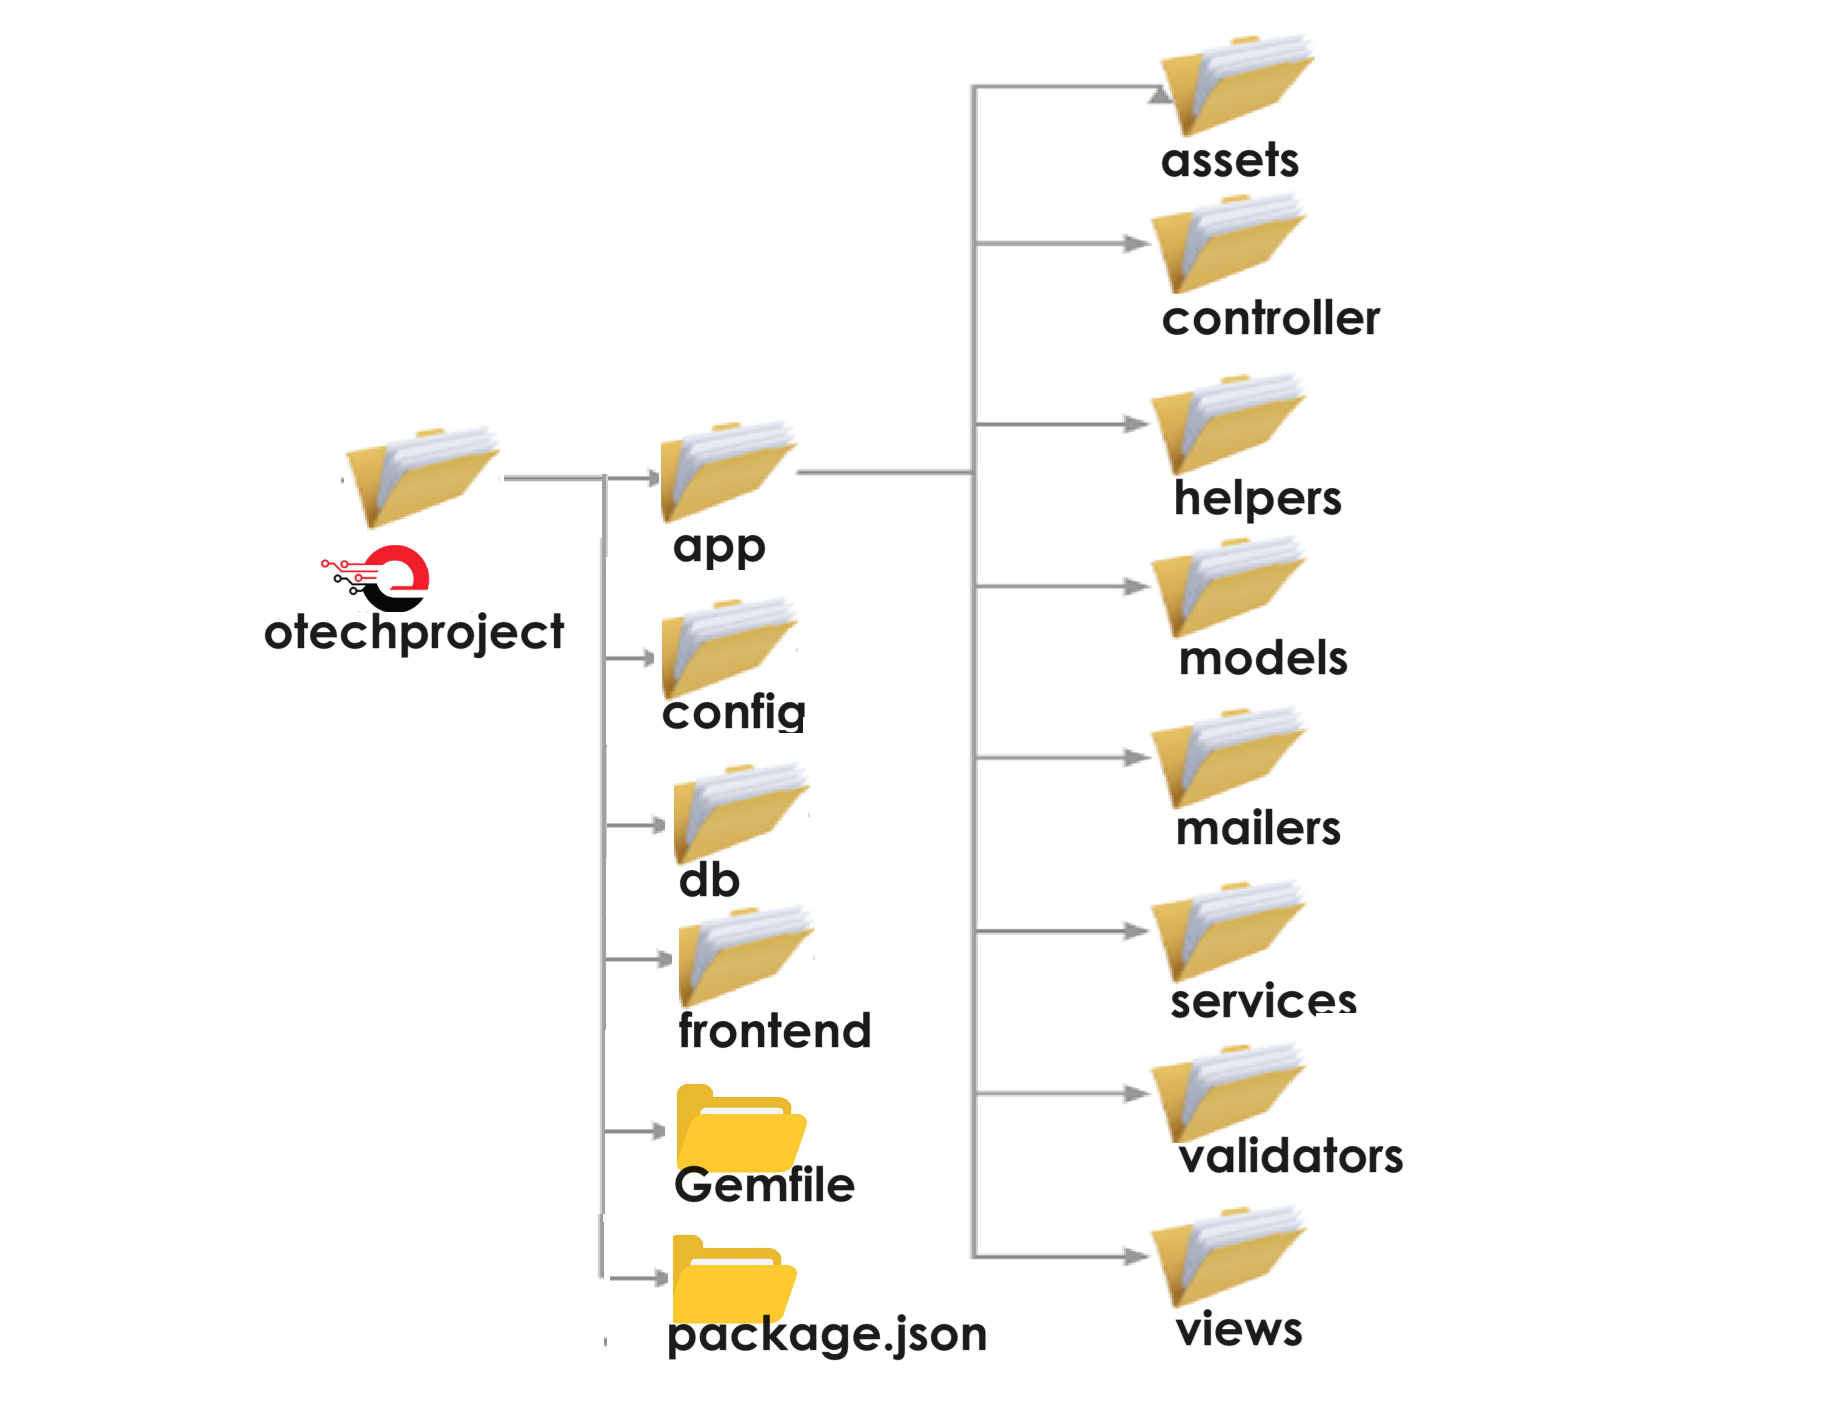 otechproject
app
config
db
frontend
Gemfile
package.json
assets
controller
helpers
models
mailers
services
validators
views